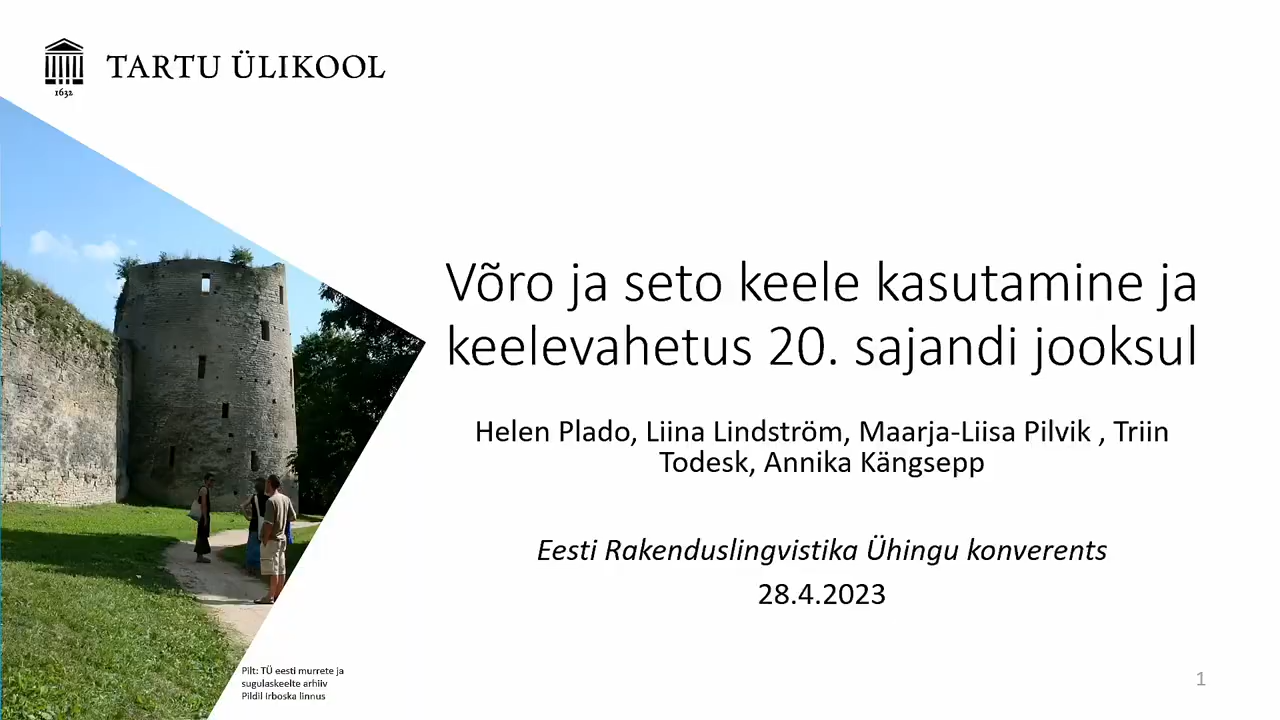 TARTU ÜLIKOOL
1632
Võro ja seto keele kasutamine ja
keelevahetus 20. sajandi jooksul
Helen Plado, Liina Lindström, Maarja-Liisa Pilvik , Triin
Todesk, Annika Kängsepp
Eesti Rakenduslingvistika Ühingu konverents
28.4.2023
Pilt: TÜ eesti murrete ja
sugulaskeelte arhiiv
Pildil Irboska linnus
1